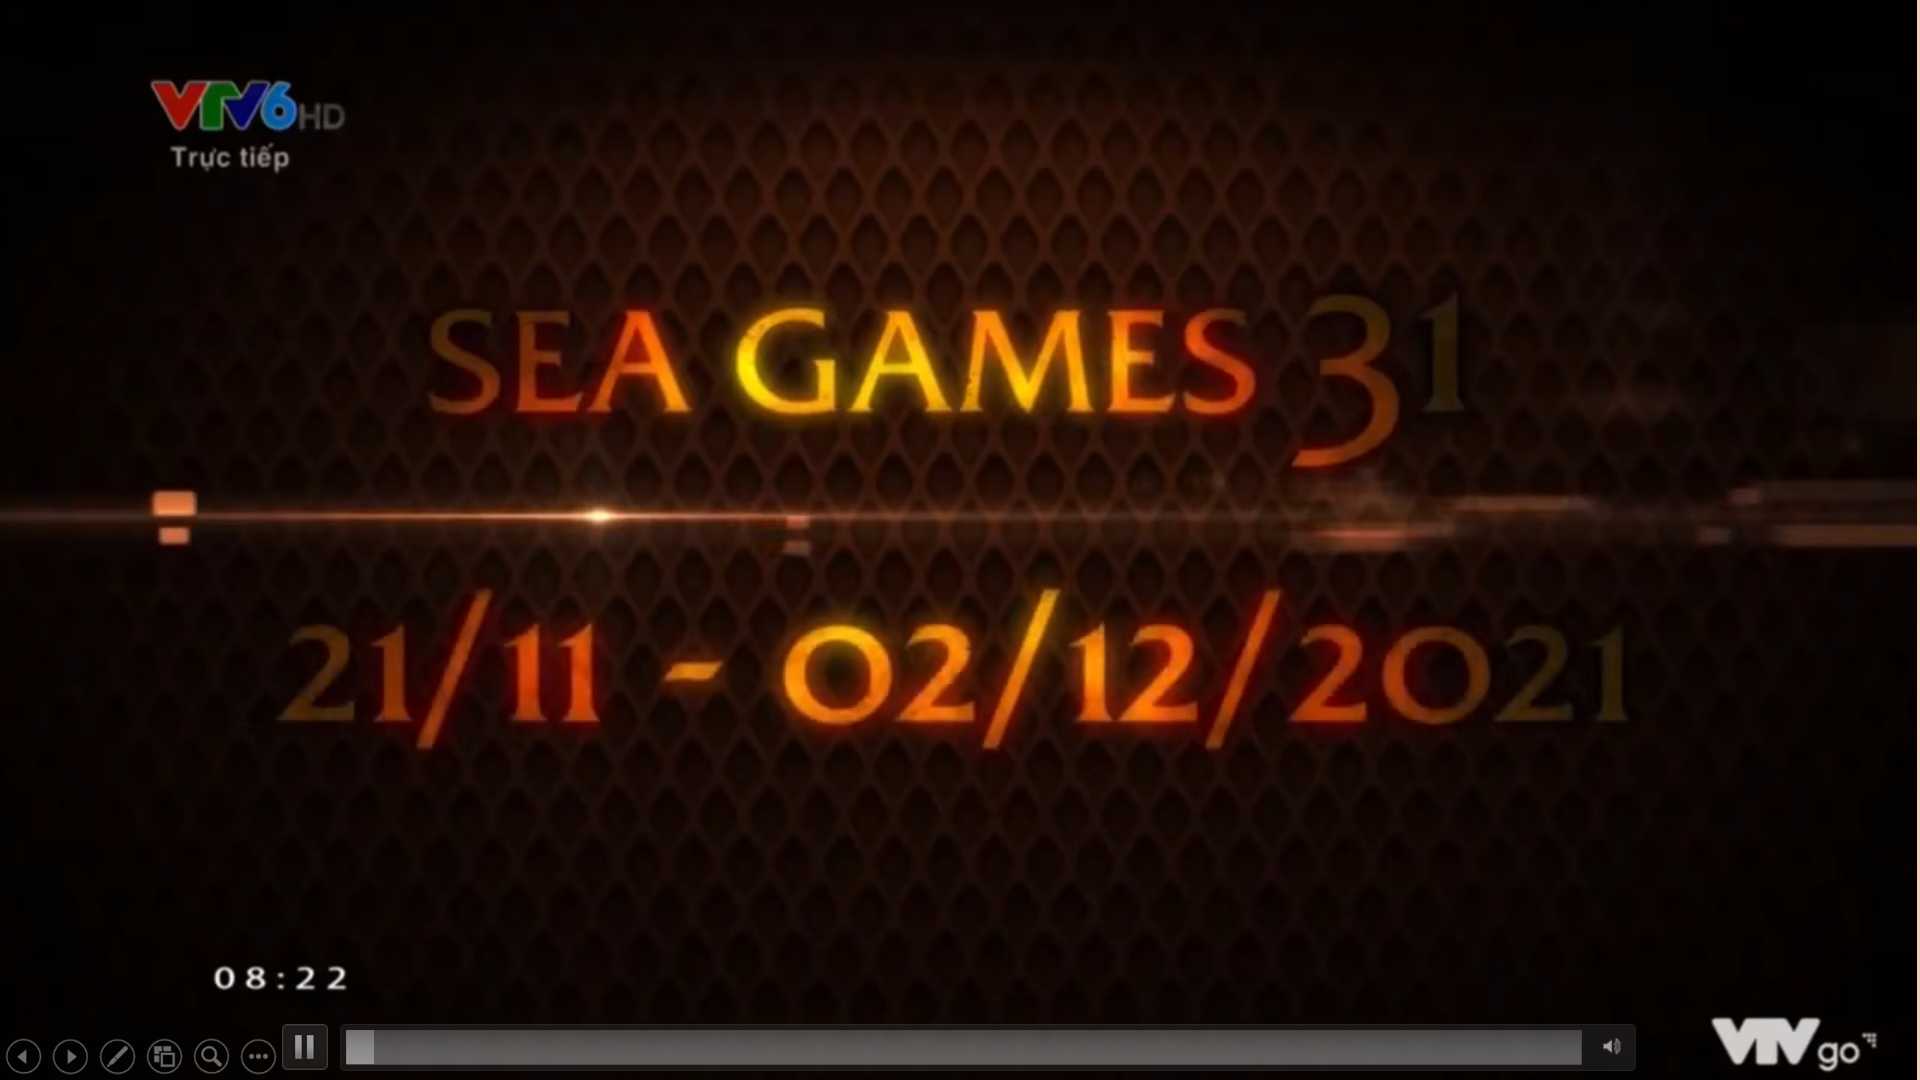 VTV6HD
Trực tiếp
SEA GAMES 31
21/11 - 02/12/2021
08:22
VTVgo